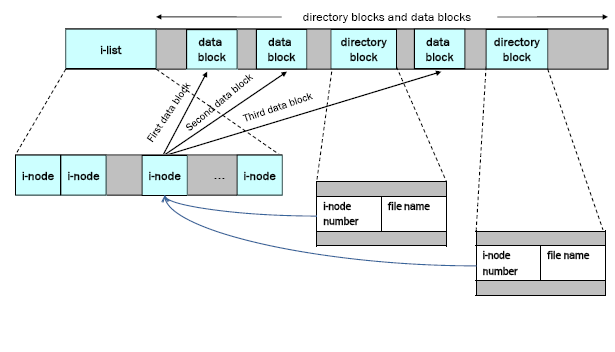 directory blocks and data blocks
i-list
data
block
data
block
directory
block
data
block
directory
block
First data block
Second data block
Third data block
i-node
i-node
i-node
...
i-node
i-node
number
file name
i-node
number
file name